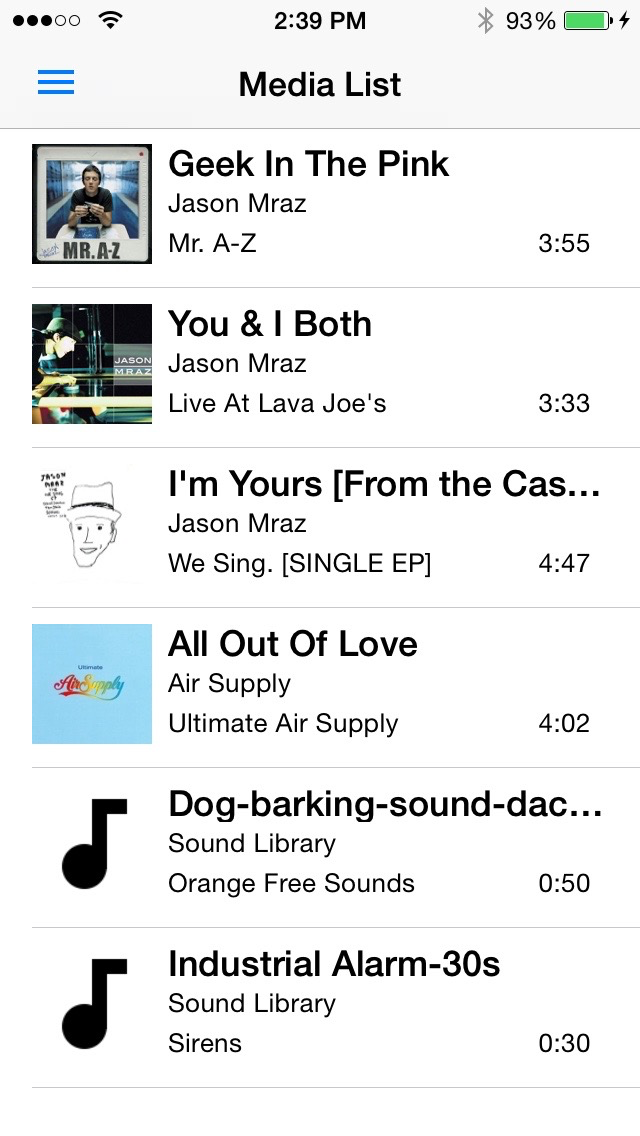 2:39 PM 93%
Media List
MR.A-Z
Geek In The Pink
Jason Mraz
Mr. A-Z 3:55
JASON
MRAZ
You & I Both
Jason Mraz
Live At Lava Joe's 3:33
JASON
MRAZ
I'm Yours [From the Cas...
Jason Mraz
We Sing. [SINGLE EP] 4:47
Ultimate
Air Supply
All Out Of Love
Air Supply
Ultimate Air Supply 4:02
Dog-barking-sound-dac...
Sound Library
Orange Free Sounds 0:50
Industrial Alarm-30s
Sound Library
Sirens 0:30